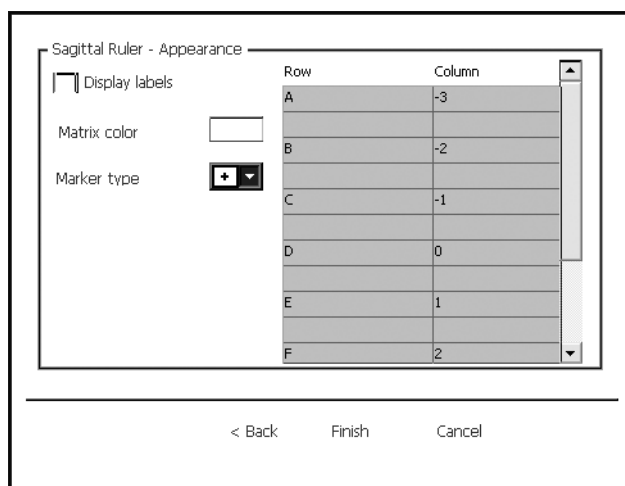 Sagittal Ruler - Appearance
Display labels
Matrix color
Marker type
+
Row Column
A -3
B -2
C -1
D 0
E 1
F 2
< Back Finish Cancel